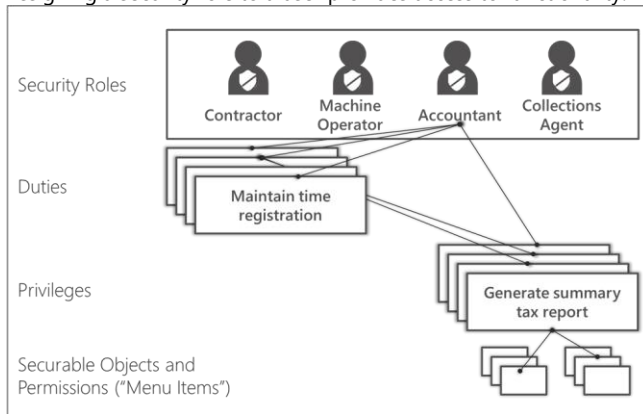 Security Roles
Contractor
Machine
Operator
Accountant
Collections
Agent
Duties
Maintain time
registration
Privileges
Generate summary
tax report
Securable Objects and
Permissions ("Menu Items")